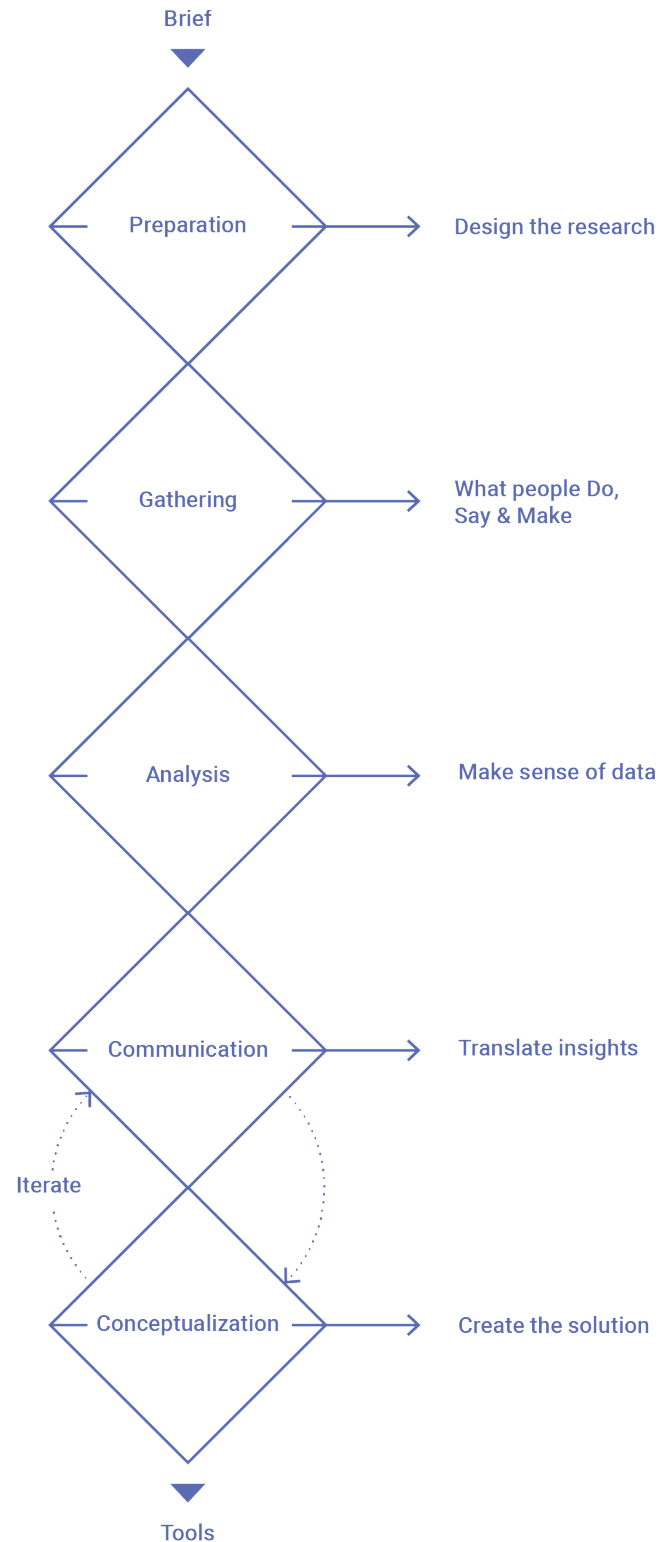 Brief
Preparation
Design the research
Gathering
What people Do,
Say & Make
Analysis
Make sense of data
Communication
Translate insights
Iterate
Conceptualization
Create the solution
Tools